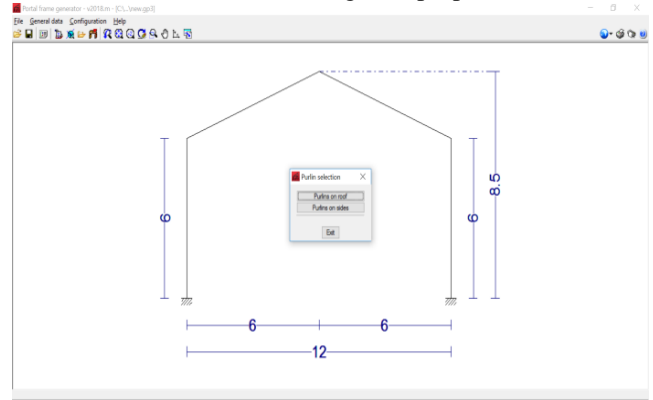 Portal frame generator - v2018.m - [C:\...\new.gp3]
File General data Configuration Help
8.5
Purlin selection
Purlins on roof
Purlins on sides
6
6
Exit
6
6
12